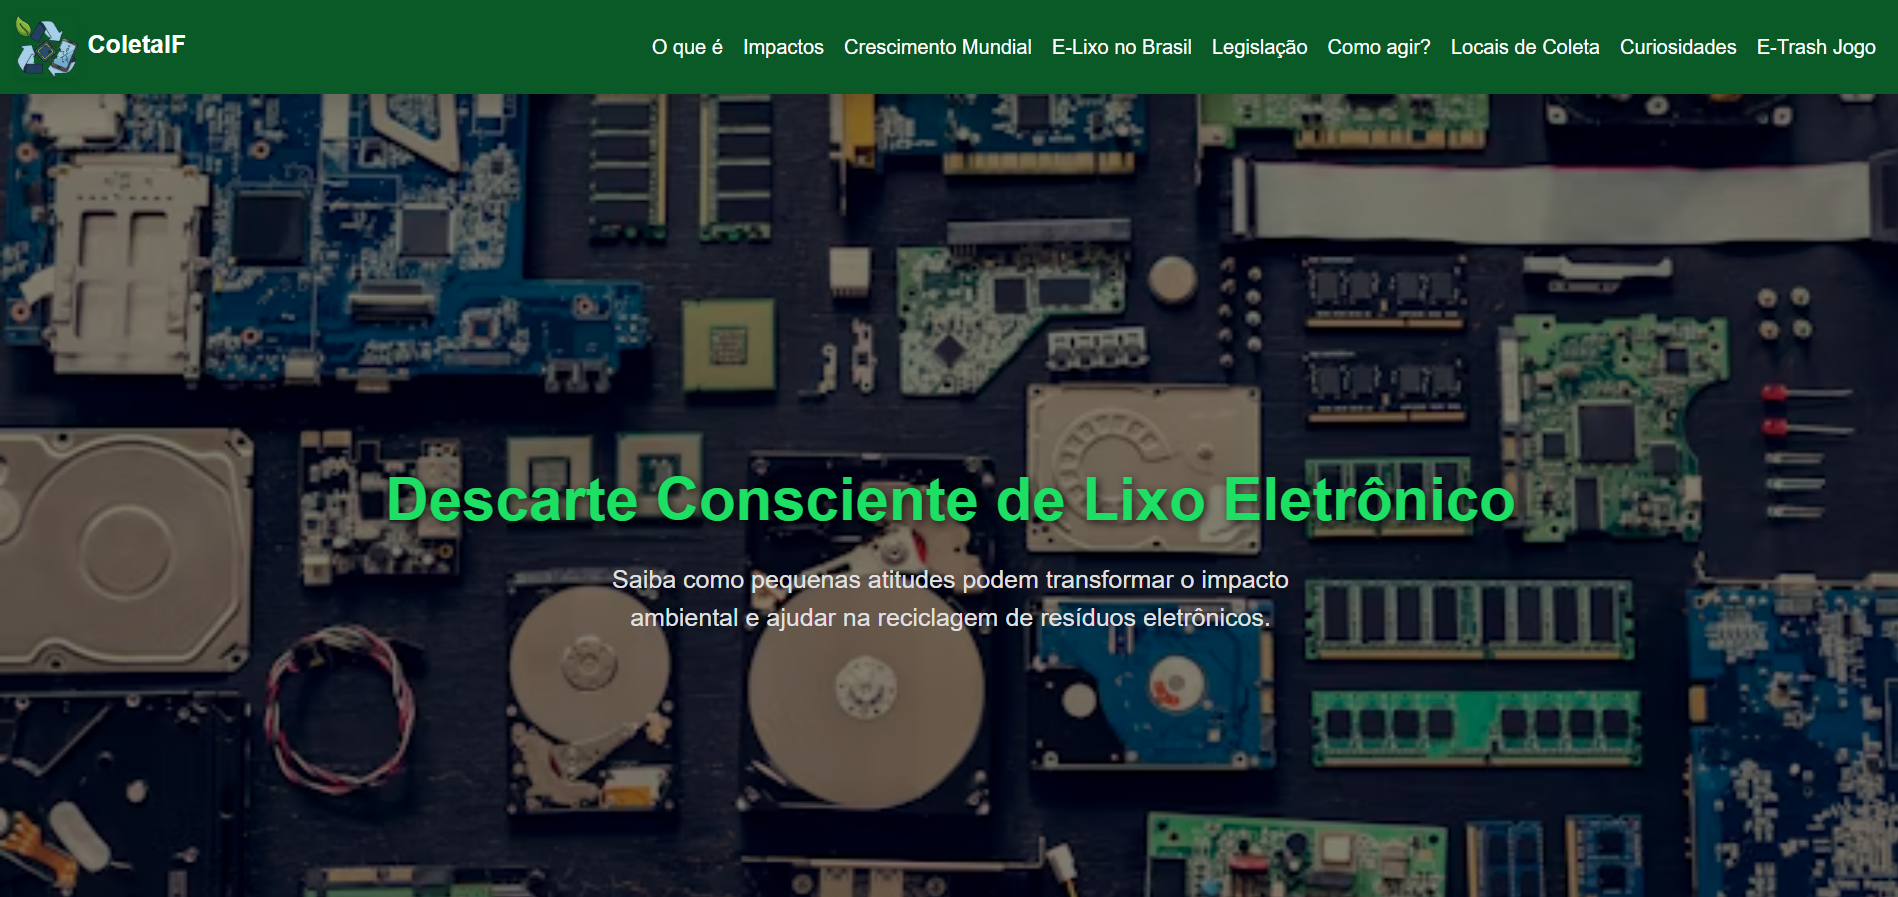 ColetaIF
O que é
Impactos
Crescimento Mundial
E-Lixo no Brasil
Legislação
Como agir?
Locais de Coleta
Curiosidades
E-Trash Jogo
Descarte Consciente de Lixo Eletrônico
Saiba como pequenas atitudes podem transformar o impacto
ambiental e ajudar na reciclagem de resíduos eletrônicos.